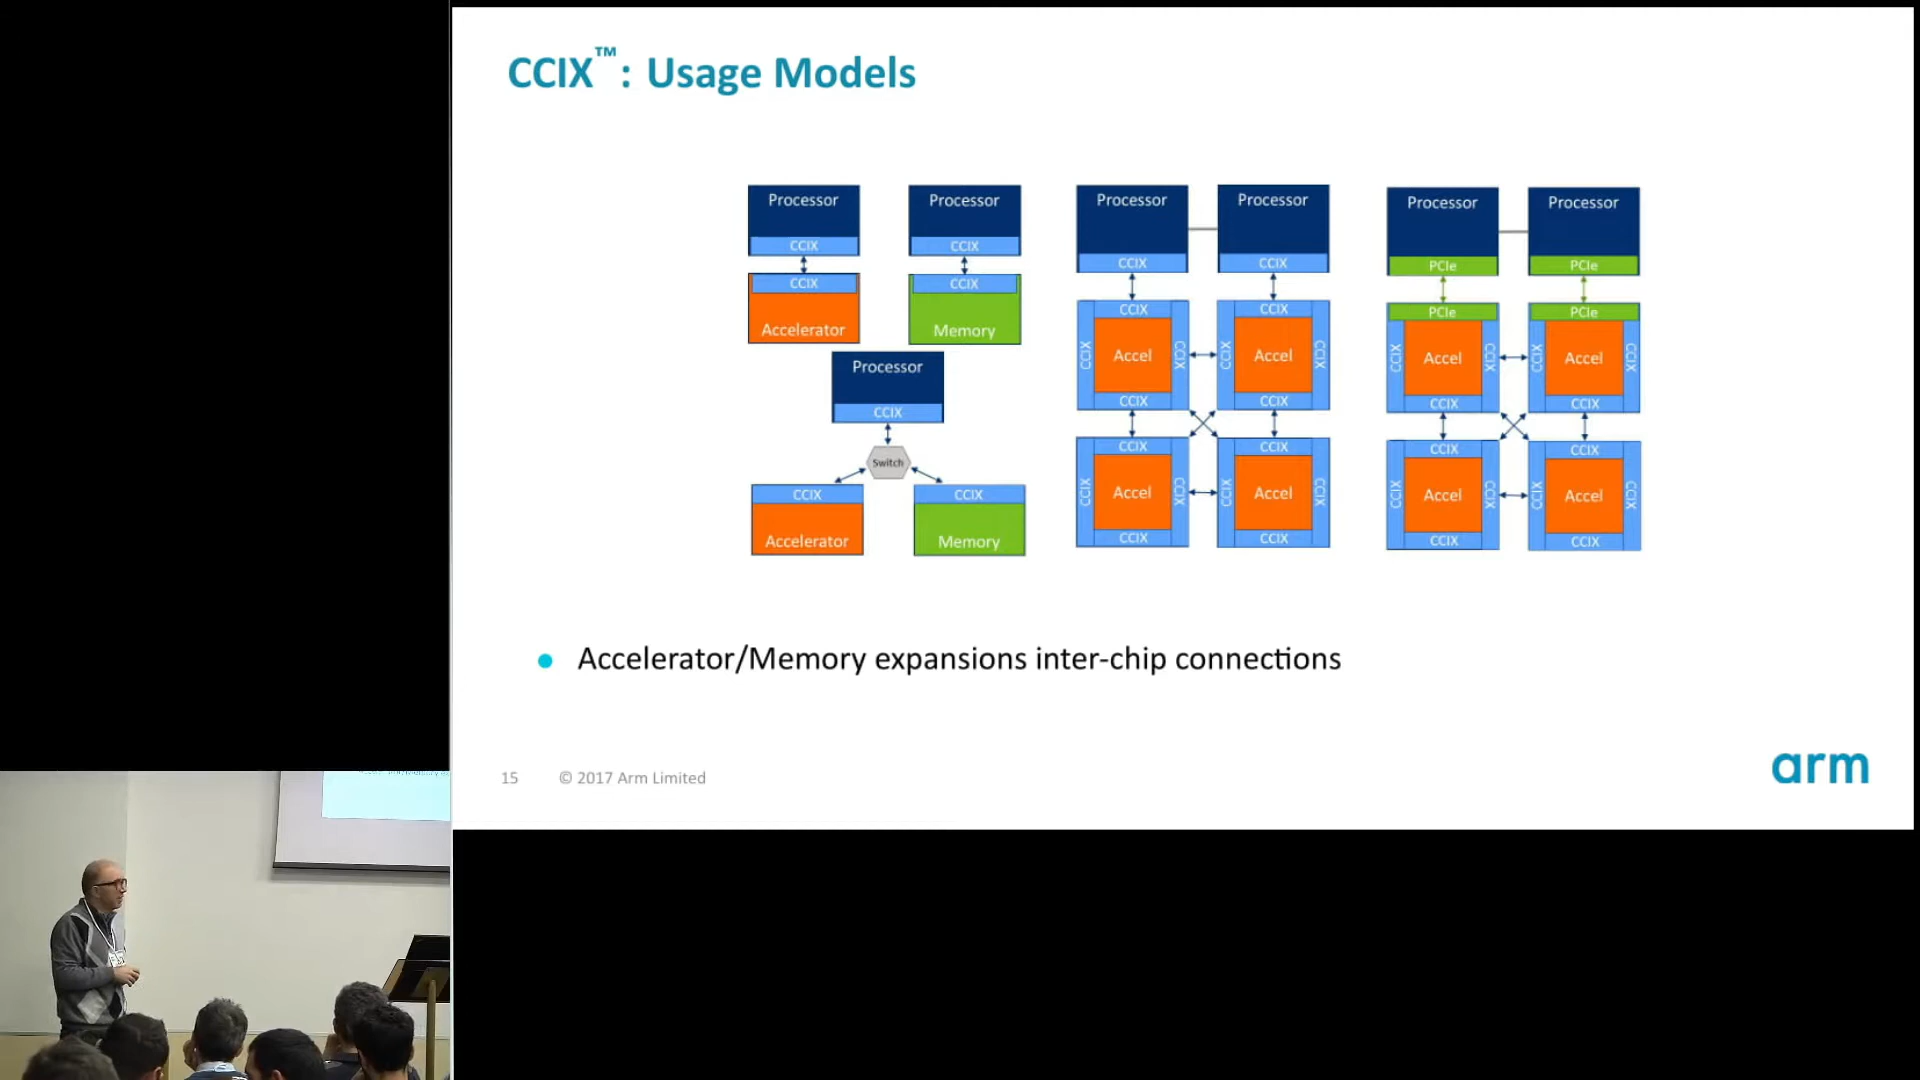 CCIX™: Usage Models
Processor
CCIX
CCIX
Accelerator
Processor
CCIX
CCIX
Memory
Processor
CCIX
Switch
CCIX
Accelerator
CCIX
Memory
Processor
CCIX
Processor
CCIX
CCIX
CCIX
Accel
CCIX
CCIX
CCIX
CCIX
Accel
CCIX
CCIX
CCIX
CCIX
Accel
CCIX
CCIX
CCIX
CCIX
Accel
CCIX
CCIX
Processor
PCIe
Processor
PCIe
PCIe
CCIX
Accel
CCIX
CCIX
PCIe
CCIX
Accel
CCIX
CCIX
CCIX
CCIX
Accel
CCIX
CCIX
CCIX
CCIX
Accel
CCIX
CCIX
• Accelerator/Memory expansions inter-chip connections
15 © 2017 Arm Limited
arm